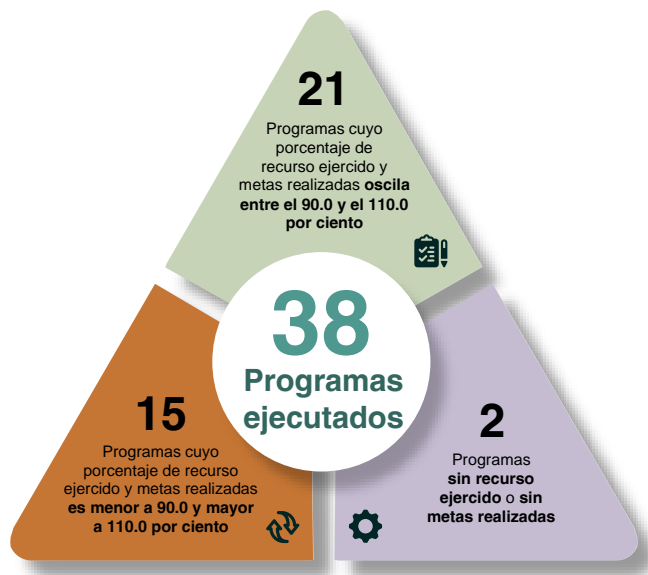 21
Programas cuyo
porcentaje de
recurso ejercido y
metas realizadas oscila
entre el 90.0 y el 110.0
por ciento
38
Programas
ejecutados
15
Programas cuyo
porcentaje de recurso
ejercido y metas realizadas
es menor a 90.0 y mayor
a 110.0 por ciento
2
Programas
sin recurso
ejercido o sin
metas realizadas